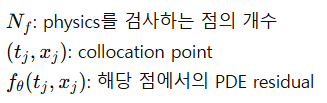 N_f: physics를 검사하는 점의 개수
(t_j, x_j): collocation point
f_θ(t_j, x_j): 해당 점에서의 PDE residual